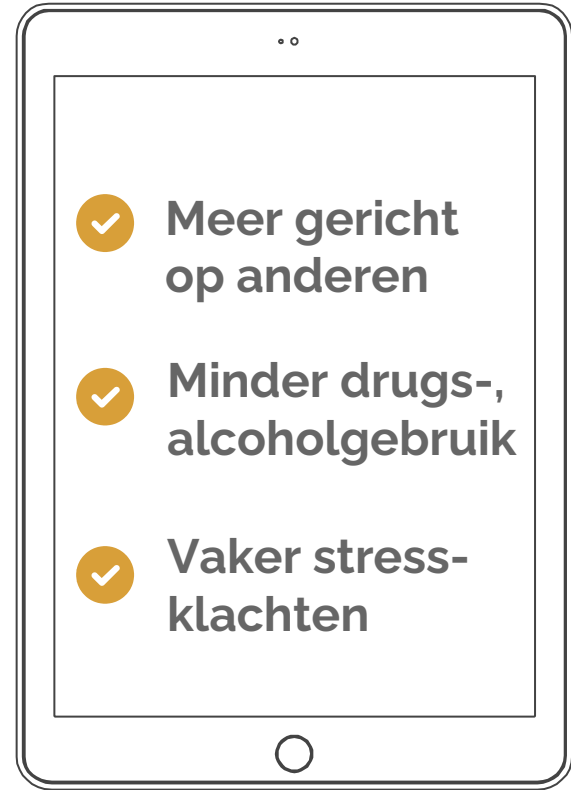 Meer gericht
op anderen
Minder drugs-,
alcoholgebruik
Vaker stress-
klachten